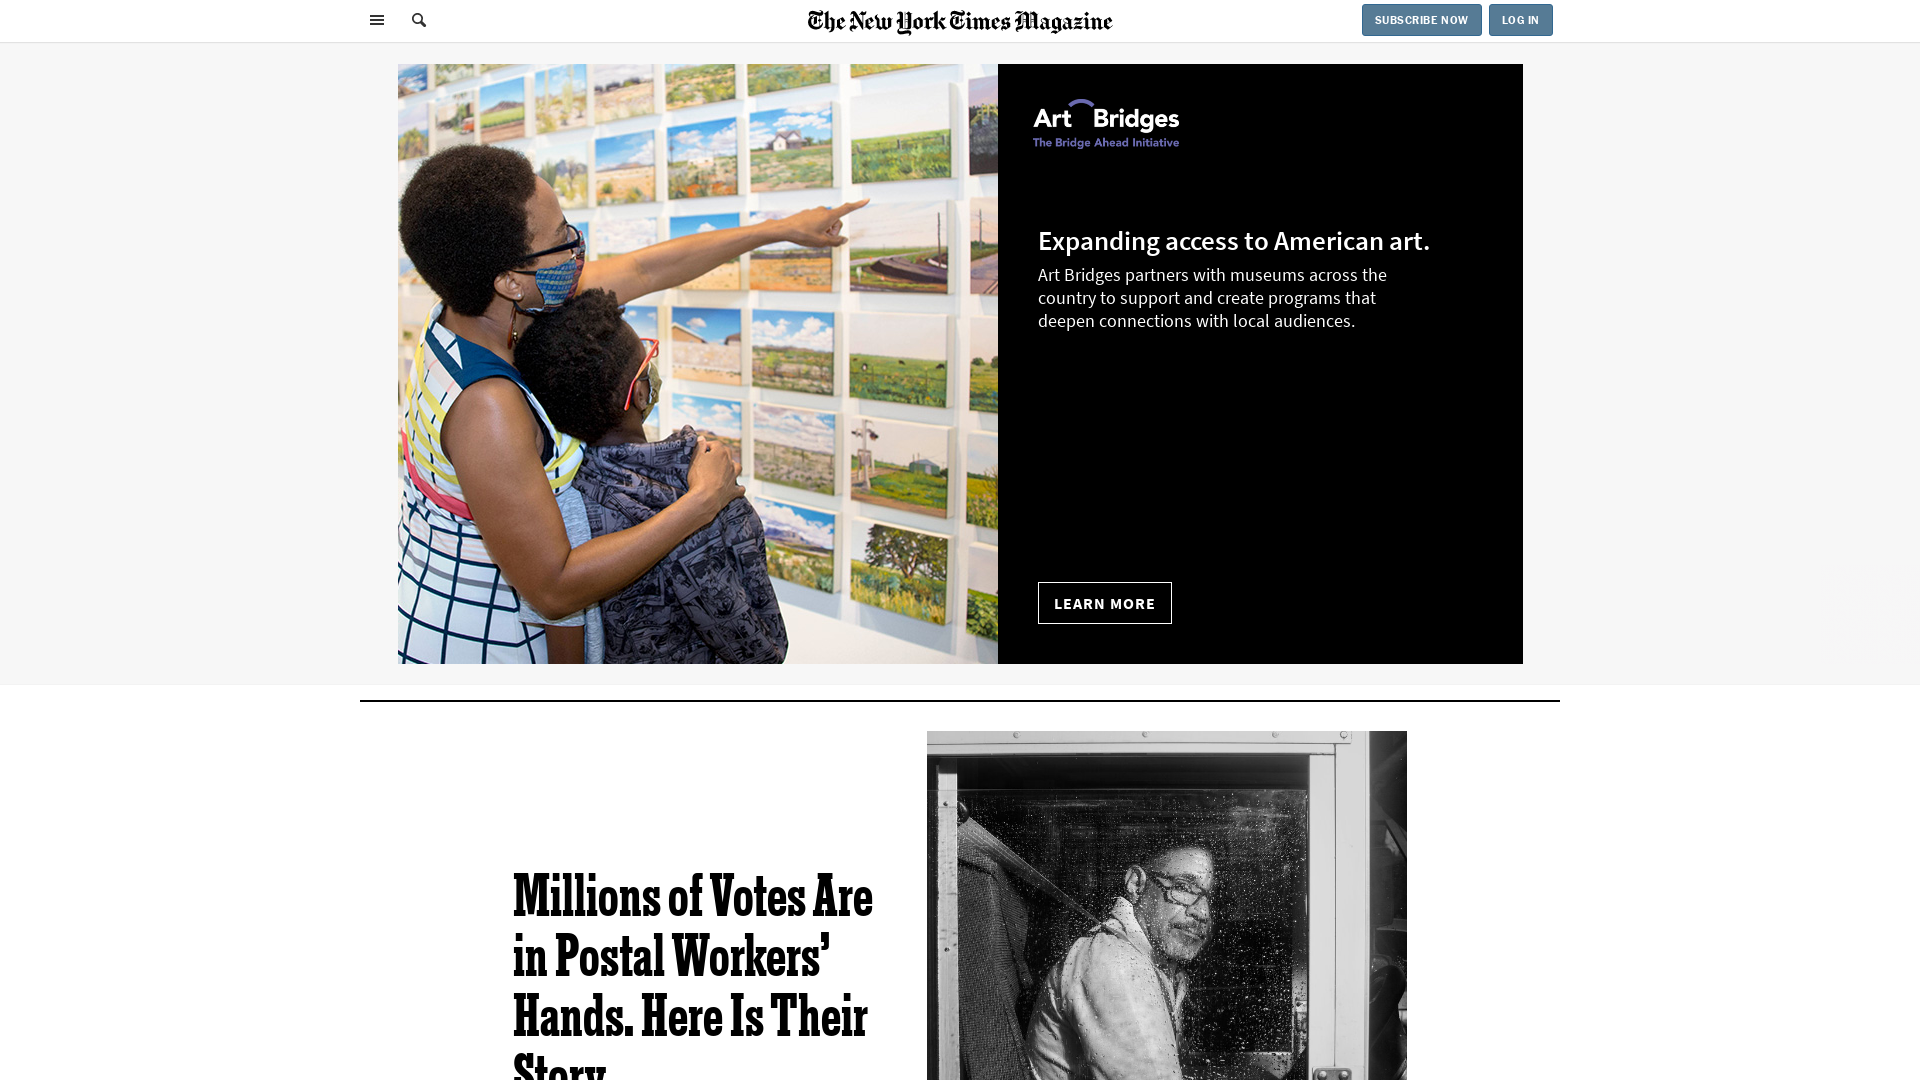 The New York Times Magazine
SUBSCRIBE NOW
LOG IN
Art Bridges
The Bridge Ahead Initiative
Expanding access to American art.
Art Bridges partners with museums across the
country to support and create programs that
deepen connections with local audiences.
LEARN MORE
Millions of Votes Are
in Postal Workers’
Hands. Here Is Their
Story.